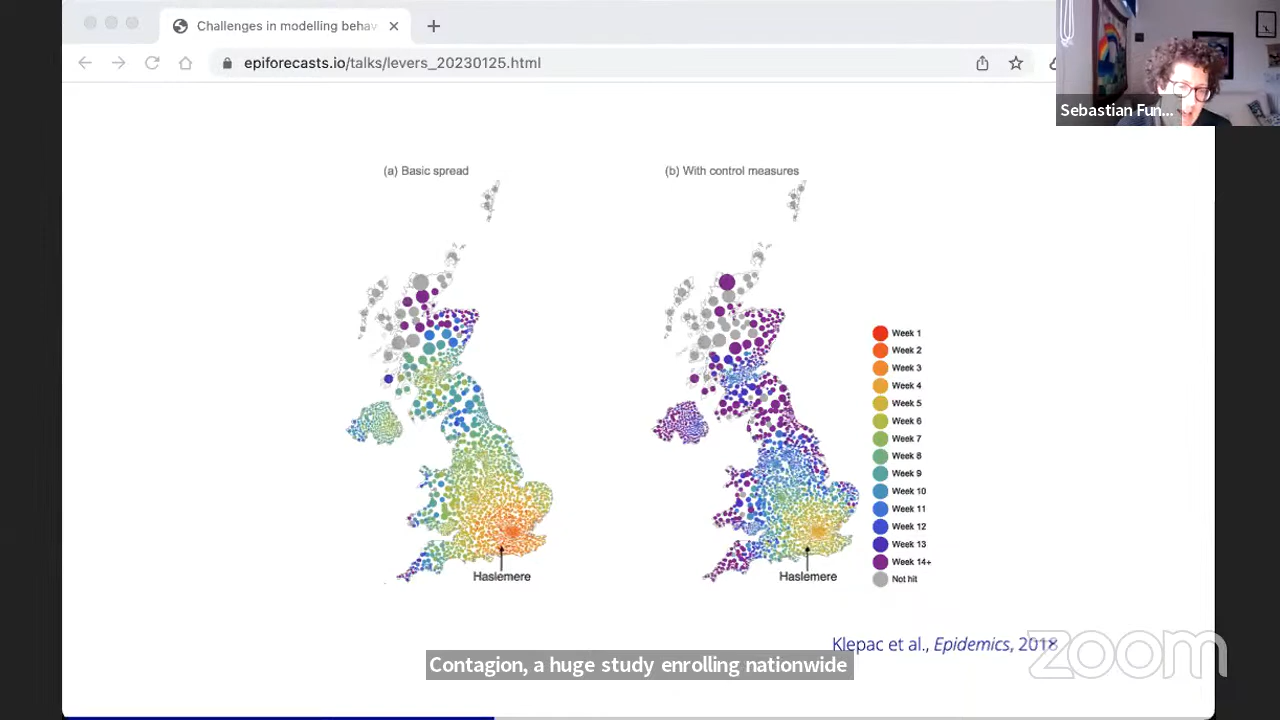 Challenges in modelling behav
epiforecasts.io/talks/levers_20230125.html
Sebastian Fun...
(a) Basic spread
(b) With control measures
Week 1
Week 2
Week 3
Week 4
Week 5
Week 6
Week 7
Week 8
Week 9
Week 10
Week 11
Week 12
Week 13
Week 14+
Not hit
Haslemere
Haslemere
Klepac et al., Epidemics, 2018
zoom
Contagion, a huge study enrolling nationwide